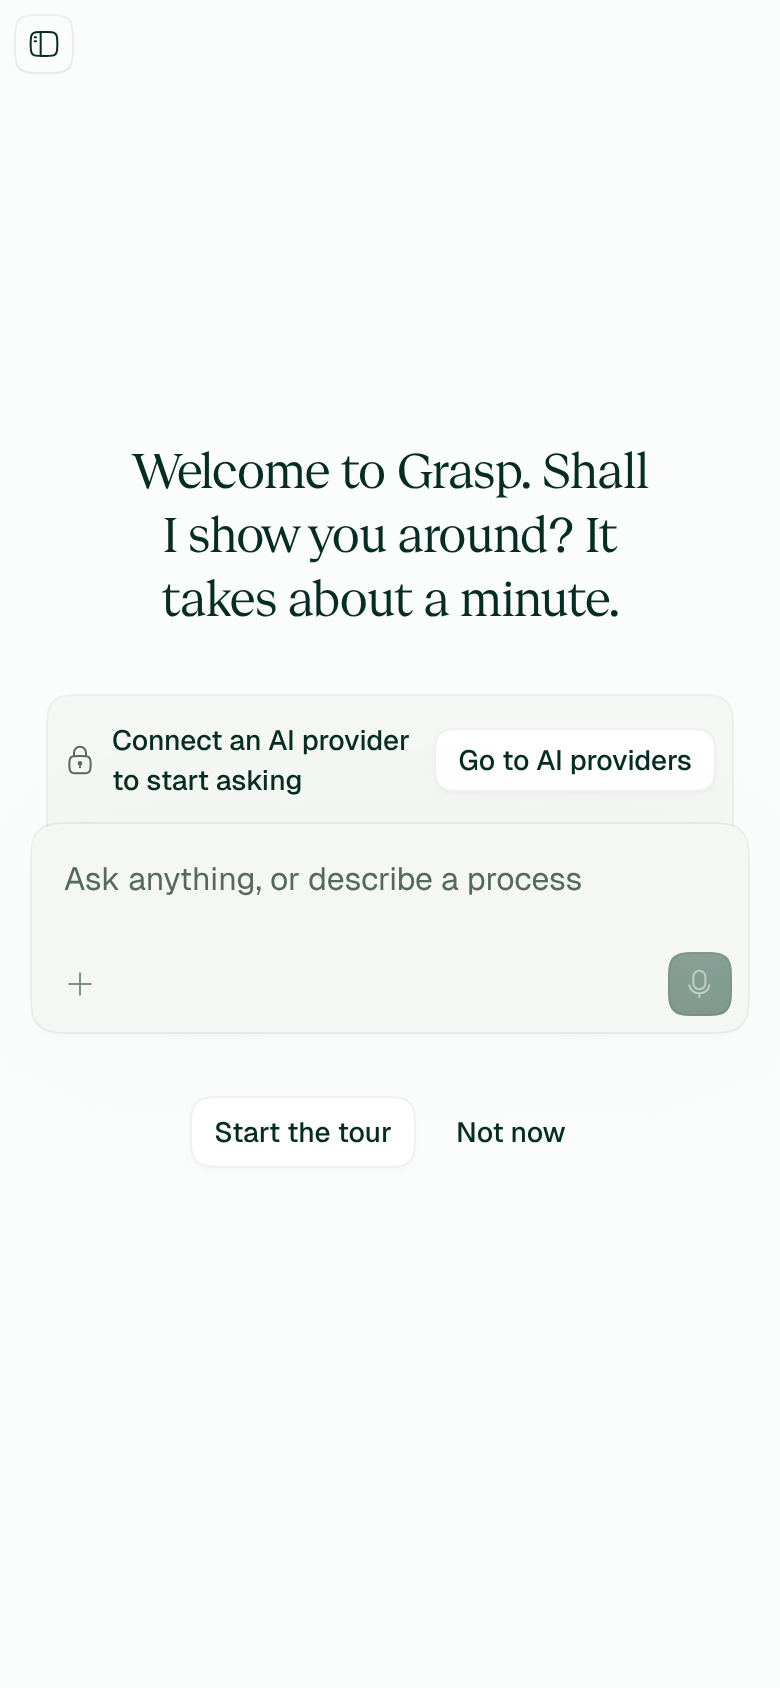 Welcome to Grasp. Shall
I show you around? It
takes about a minute.
Connect an AI provider
to start asking
Go to AI providers
Ask anything, or describe a process
Start the tour
Not now